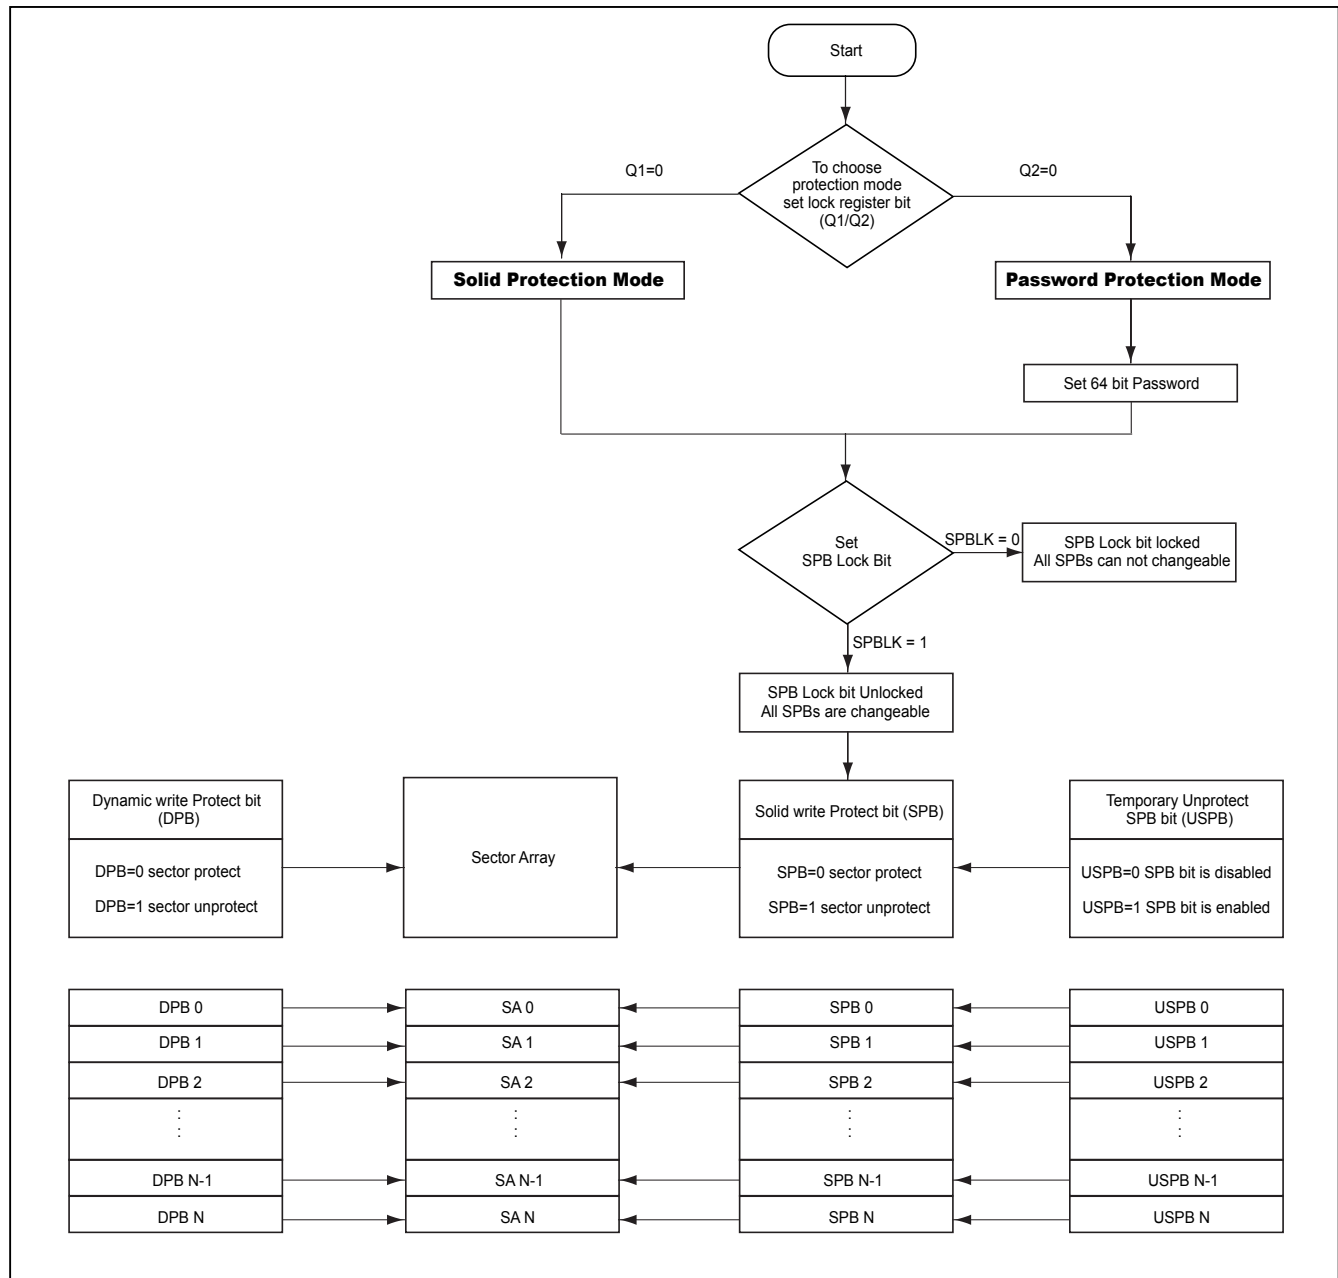 Start
To choose
protection mode
set lock register bit
(Q1/Q2)
Q1=0
Q2=0
Solid Protection Mode
Password Protection Mode
Set 64 bit Password
Set
SPB Lock Bit
SPBLK = 0
SPB Lock bit locked
All SPBs can not changeable
SPBLK = 1
SPB Lock bit Unlocked
All SPBs are changeable
Dynamic write Protect bit
(DPB)
DPB=0 sector protect
DPB=1 sector unprotect
Sector Array
Solid write Protect bit (SPB)
SPB=0 sector protect
SPB=1 sector unprotect
Temporary Unprotect
SPB bit (USPB)
USPB=0 SPB bit is disabled
USPB=1 SPB bit is enabled
DPB 0
SA 0
SPB 0
USPB 0
DPB 1
SA 1
SPB 1
USPB 1
DPB 2
SA 2
SPB 2
USPB 2
DPB N-1
SA N-1
SPB N-1
USPB N-1
DPB N
SA N
SPB N
USPB N